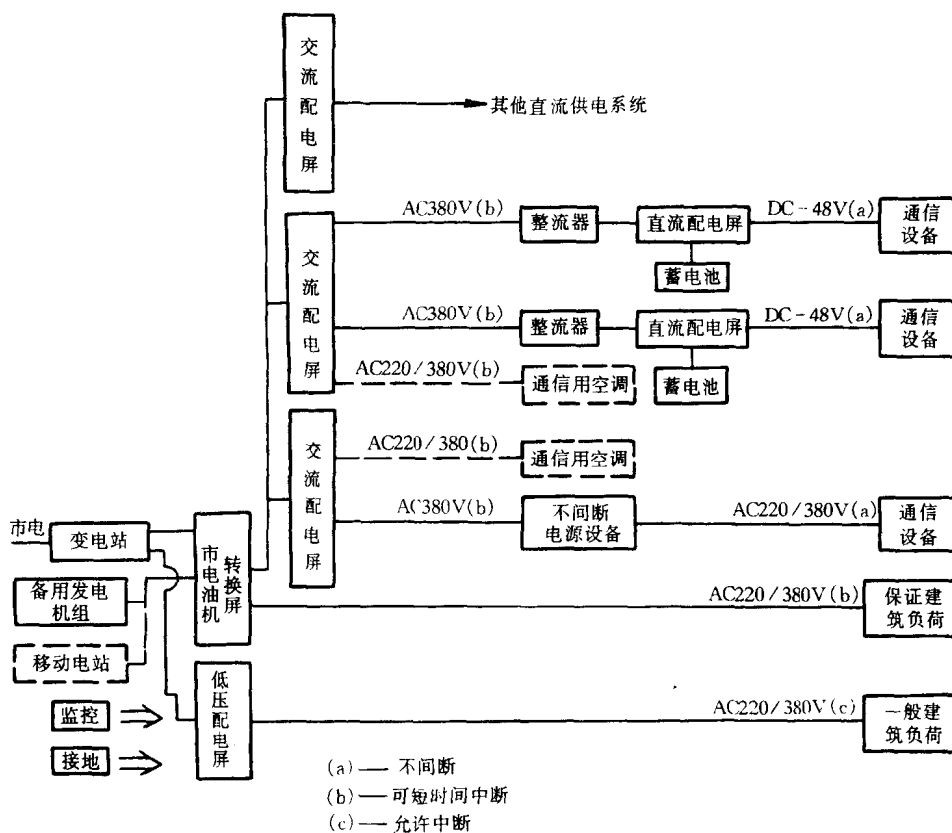 交流配电屏
其他直流供电系统
交流配电屏
AC380V(b)
整流器
直流配电屏
DC-48V(a)
通信
设备
蓄电池
AC380V(b)
整流器
直流配电屏
DC-48V(a)
通信
设备
蓄电池
AC220/380V(b)
通信用空调
交流配电屏
AC220/380(b)
通信用空调
AC380V(b)
不间断
电源设备
AC220/380V(a)
通信
设备
市电
变电站
市电油机
转换屏
备用发电
机组
移动电站
AC220/380V(b)
保证建
筑负荷
低压配电屏
AC220/380V(c)
一般建
筑负荷
监控
接地
(a)— 不间断
(b)— 可短时间中断
(c)— 允许中断